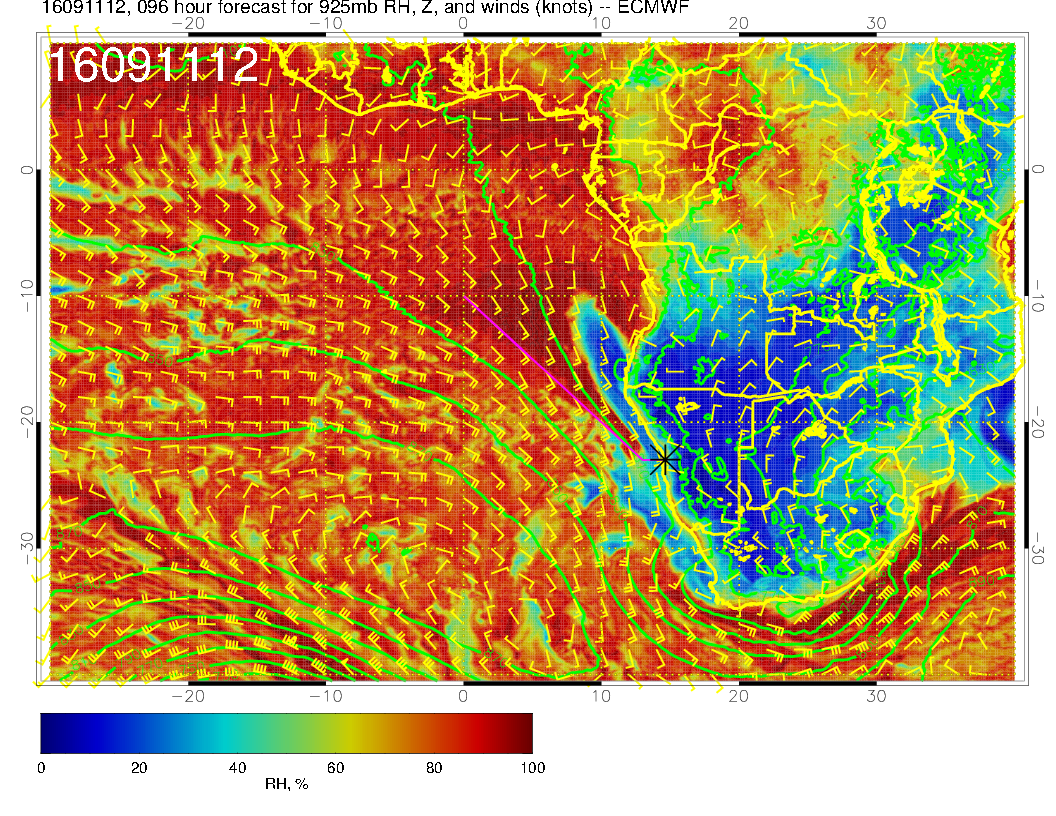 16091112, 096 hour forecast for 925mb RH, Z, and winds (knots) -- ECMWF
-20 -10 0 10 20 30
16091112
0 0
-10 -10
-20 -20
-30 -30
-20 -10 0 10 20 30
0 20 40 60 80 100
RH, %